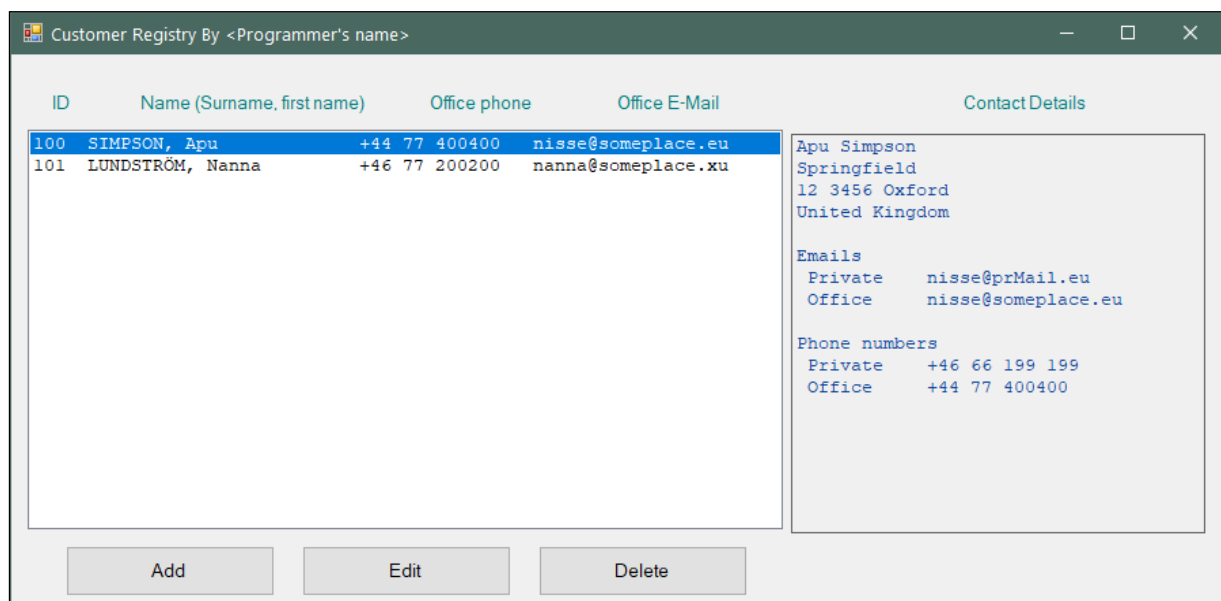 Customer Registry By <Programmer's name>
ID Name (Surname, first name) Office phone Office E-Mail Contact Details
100 SIMPSON, Apu +44 77 400400 nisse@someplace.eu
101 LUNDSTRÖM, Nanna +46 77 200200 nanna@someplace.xu
Apu Simpson
Springfield
12 3456 Oxford
United Kingdom
Emails
Private nisse@prMail.eu
Office nisse@someplace.eu
Phone numbers
Private +46 66 199 199
Office +44 77 400400
Add Edit Delete